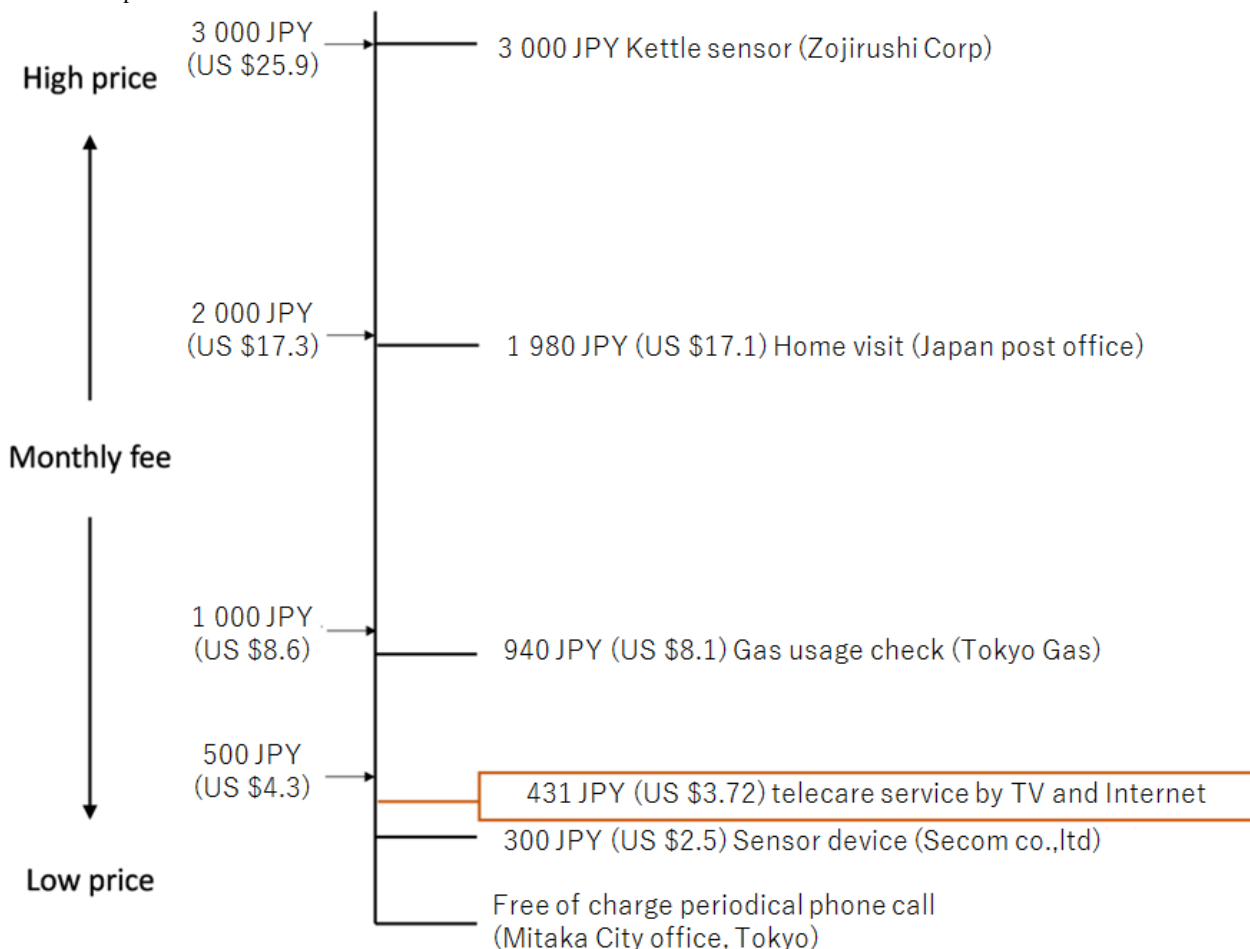 3 000 JPY
(US $25.9)
3 000 JPY Kettle sensor (Zojirushi Corp)
High price
2 000 JPY
(US $17.3)
1 980 JPY (US $17.1) Home visit (Japan post office)
Monthly fee
1 000 JPY
(US $8.6)
940 JPY (US $8.1) Gas usage check (Tokyo Gas)
500 JPY
(US $4.3)
431 JPY (US $3.72) telecare service by TV and Internet
300 JPY (US $2.5) Sensor device (Secom co.,ltd)
Low price
Free of charge periodical phone call
(Mitaka City office, Tokyo)